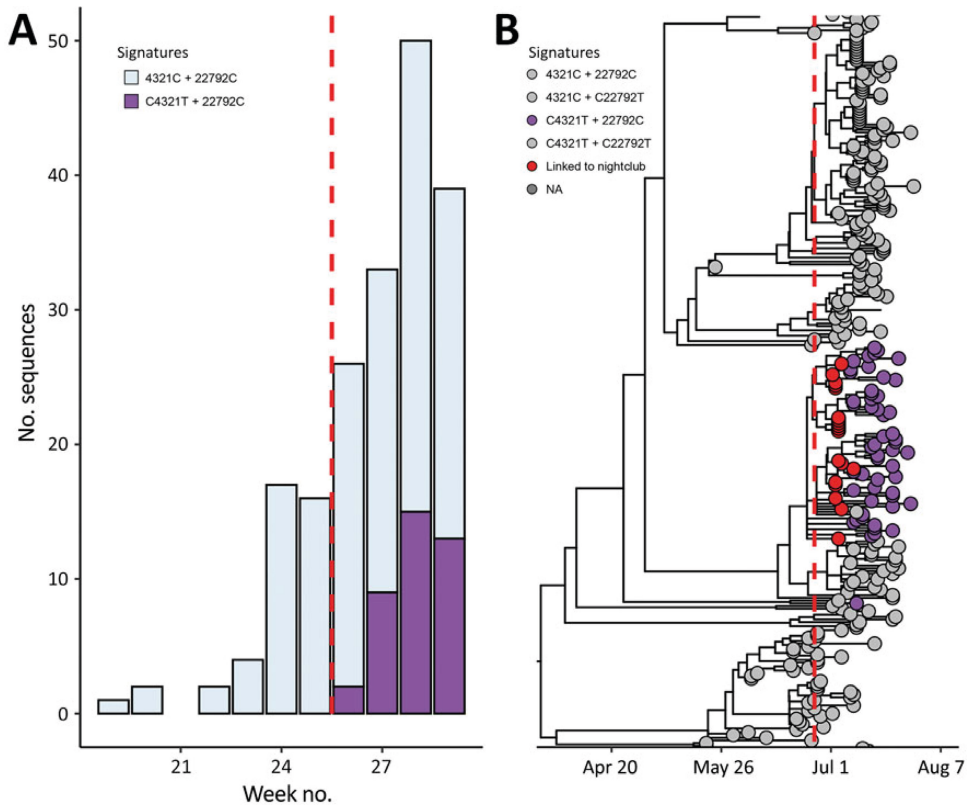 A
Signatures
4321C + 22792C
C4321T + 22792C
No. sequences
50
40
30
20
10
0
21
24
27
Week no.
B
Signatures
4321C + 22792C
4321C + C22792T
C4321T + 22792C
C4321T + C22792T
Linked to nightclub
NA
Apr 20
May 26
Jul 1
Aug 7